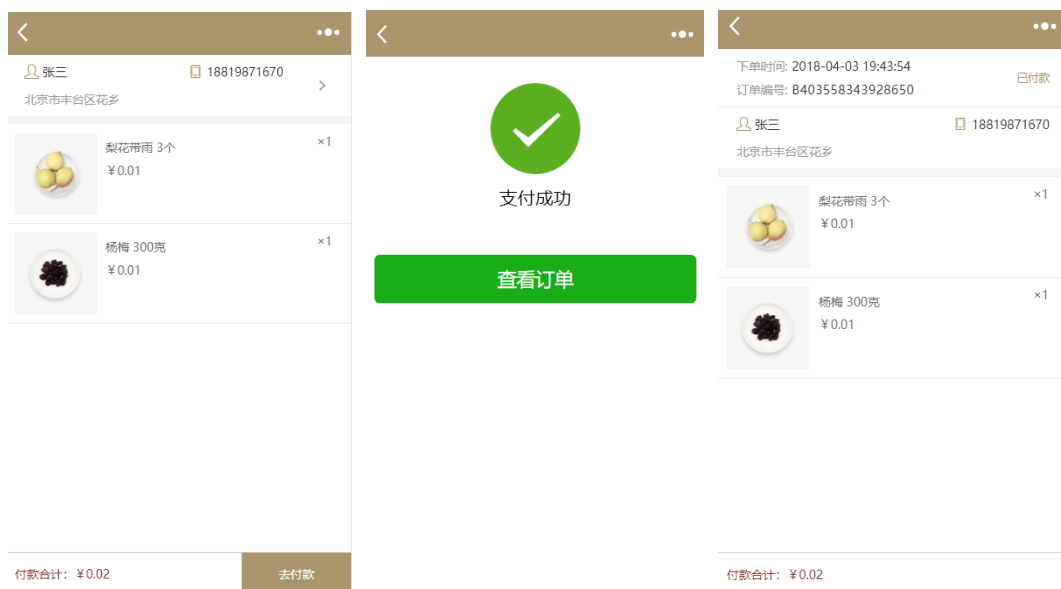 张三 18819871670
北京市丰台区花乡
梨花带雨 3个 ×1
￥0.01
杨梅 300克 ×1
￥0.01
付款合计：￥0.02 去付款
支付成功
查看订单
下单时间: 2018-04-03 19:43:54
已付款
订单编号: B403558343928650
张三 18819871670
北京市丰台区花乡
梨花带雨 3个 ×1
￥0.01
杨梅 300克 ×1
￥0.01
付款合计：￥0.02